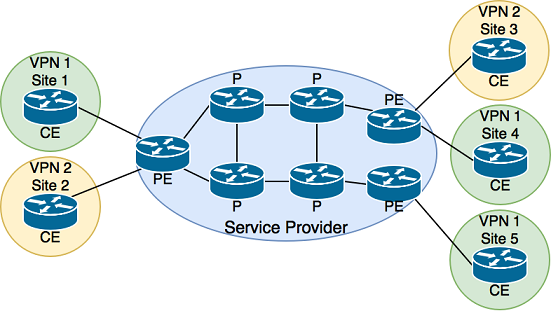 VPN 1
Site 1
CE
VPN 2
Site 2
CE
PE
P
P
P
P
PE
PE
Service Provider
VPN 2
Site 3
CE
VPN 1
Site 4
CE
VPN 1
Site 5
CE